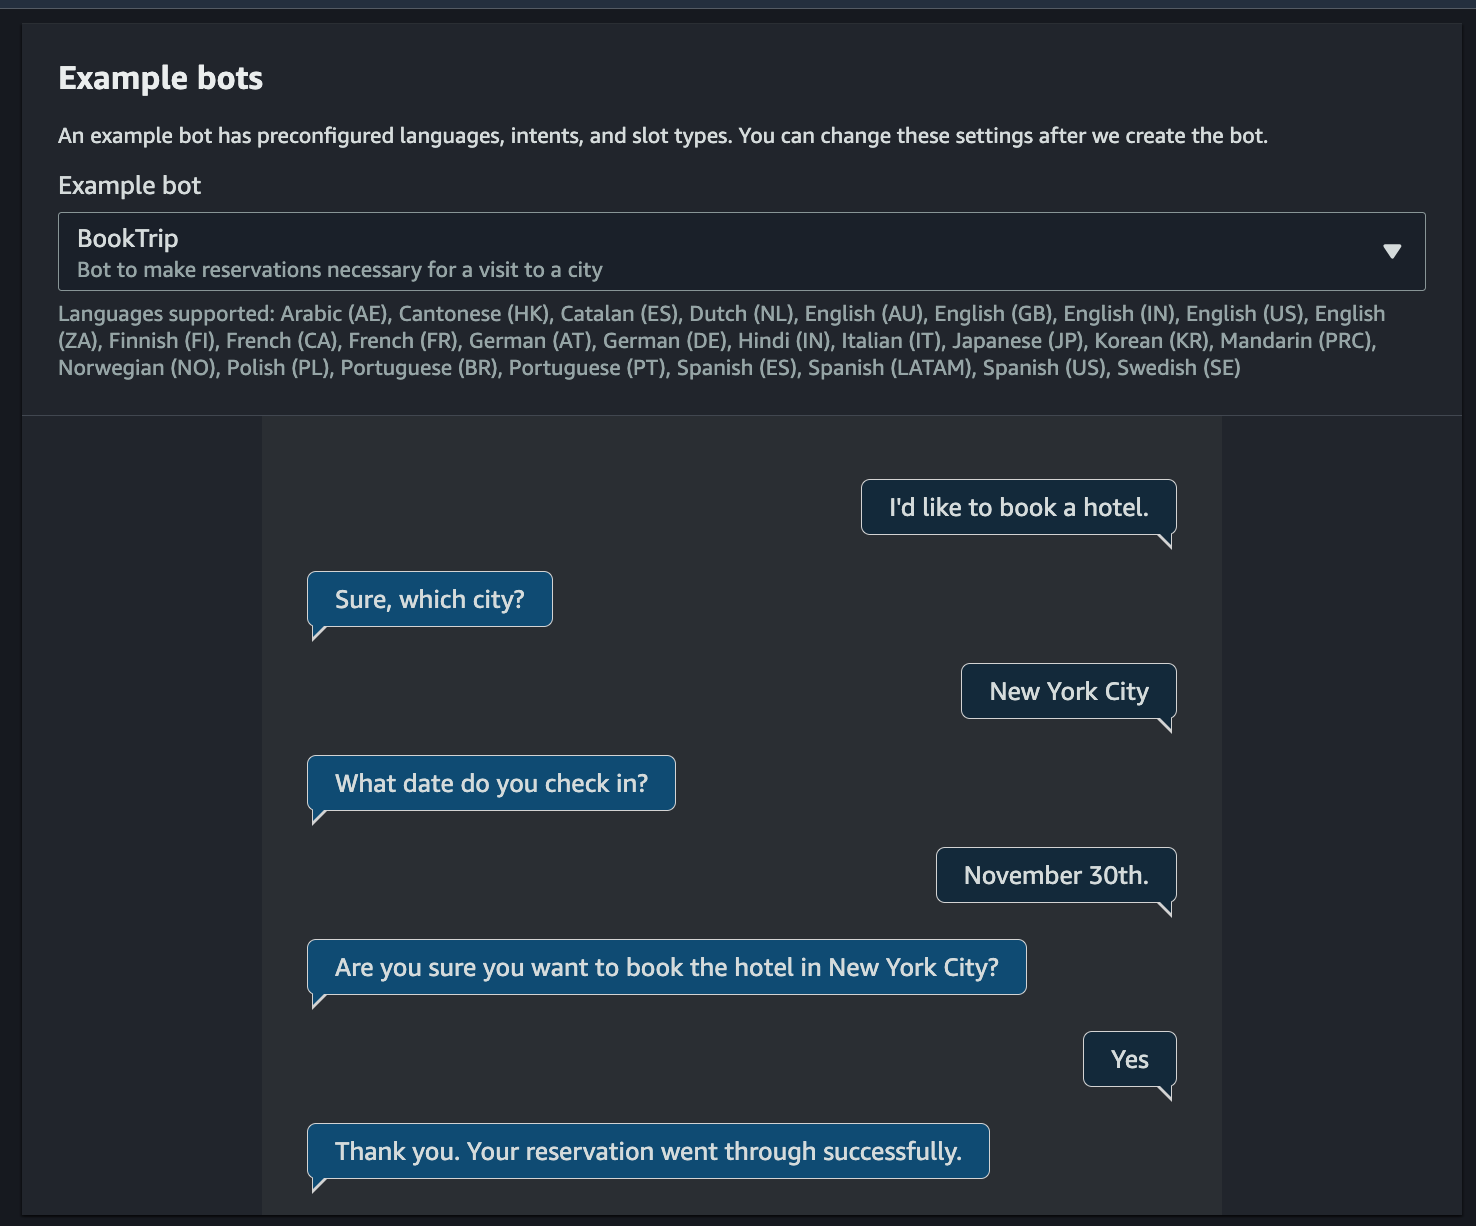 Example bots
An example bot has preconfigured languages, intents, and slot types. You can change these settings after we create the bot.
Example bot
BookTrip
Bot to make reservations necessary for a visit to a city
Languages supported: Arabic (AE), Cantonese (HK), Catalan (ES), Dutch (NL), English (AU), English (GB), English (IN), English (US), English
(ZA), Finnish (FI), French (CA), French (FR), German (AT), German (DE), Hindi (IN), Italian (IT), Japanese (JP), Korean (KR), Mandarin (PRC),
Norwegian (NO), Polish (PL), Portuguese (BR), Portuguese (PT), Spanish (ES), Spanish (LATAM), Spanish (US), Swedish (SE)
I'd like to book a hotel.
Sure, which city?
New York City
What date do you check in?
November 30th.
Are you sure you want to book the hotel in New York City?
Yes
Thank you. Your reservation went through successfully.